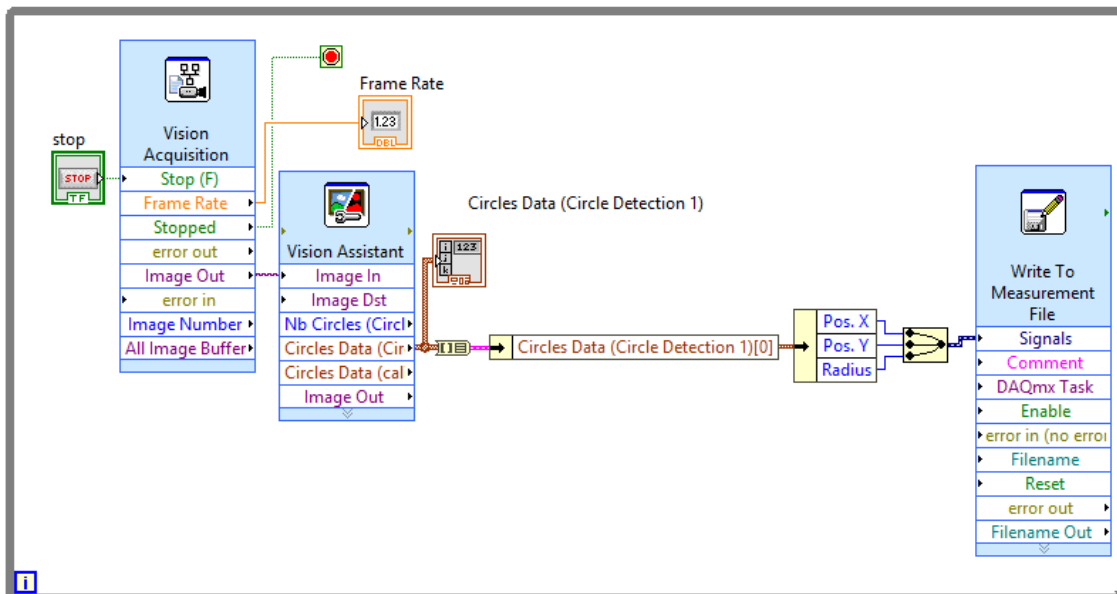 stop
STOP
TF
Vision
Acquisition
Stop (F)
Frame Rate
Stopped
error out
Image Out
error in
Image Number
All Image Buffer
Frame Rate
1.23
DBL
Vision Assistant
Image In
Image Dst
Nb Circles (Circl
Circles Data (Cir
Circles Data (cal
Image Out
Circles Data (Circle Detection 1)
i
j
k
123
Circles Data (Circle Detection 1)[0]
Pos. X
Pos. Y
Radius
Write To
Measurement
File
Signals
Comment
DAQmx Task
Enable
error in (no error
Filename
Reset
error out
Filename Out
i